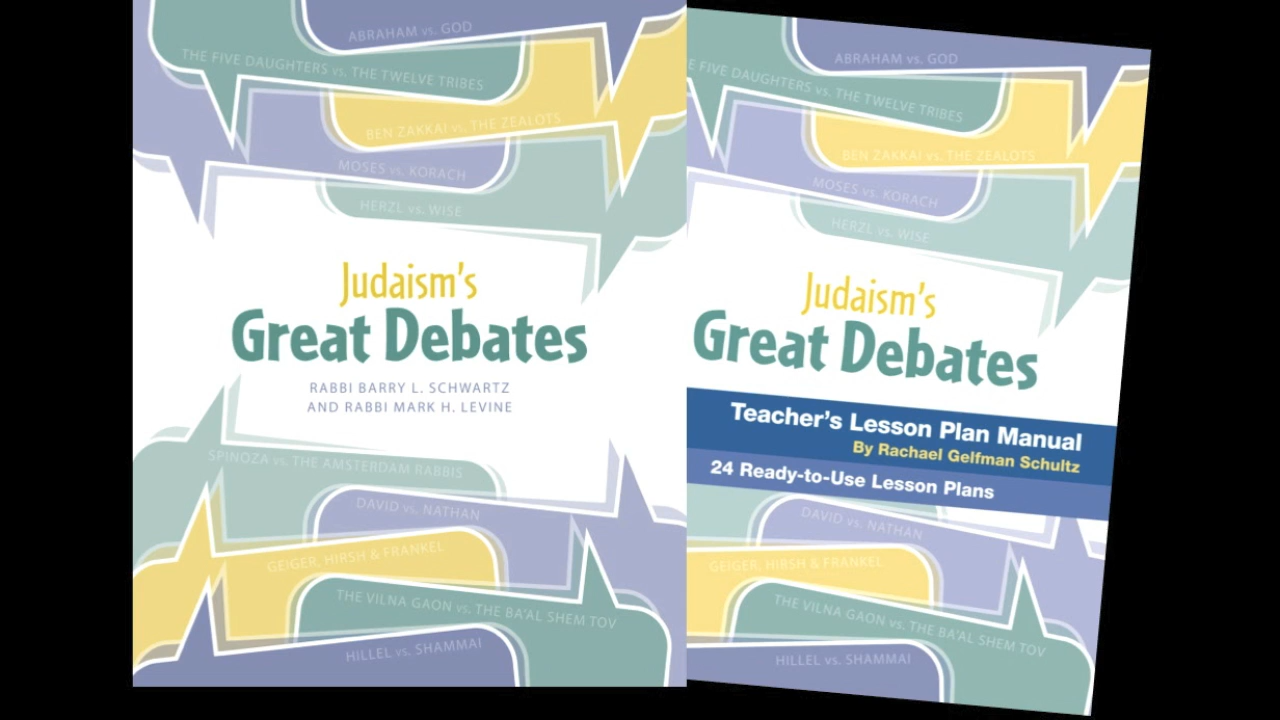 ABRAHAM vs. GOD
THE FIVE DAUGHTERS vs. THE TWELVE TRIBES
BEN ZAKKAI vs. THE ZEALOTS
MOSES vs. KORACH
HERZL vs. WISE
Judaism's
Great Debates
RABBI BARRY L. SCHWARTZ
AND RABBI MARK H. LEVINE
SPINOZA vs. THE AMSTERDAM RABBIS
DAVID vs. NATHAN
GEIGER, HIRSH & FRANKEL
THE VILNA GAON vs. THE BA'AL SHEM TOV
HILLEL vs. SHAMMAI
ABRAHAM vs. GOD
E FIVE DAUGHTERS vs. THE TWELVE TRIBES
BEN ZAKKAI vs. THE ZEALOTS
MOSES vs. KORACH
HERZL vs. WISE
Judaism's
Great Debates
Teacher's Lesson Plan Manual
By Rachael Gelfman Schultz
24 Ready-to-Use Lesson Plans
DAVID vs. NATHAN
GEIGER, HIRSH & FRANKEL
THE VILNA GAON vs. THE BA'AL SHEM TOV
HILLEL vs. SHAMMAI